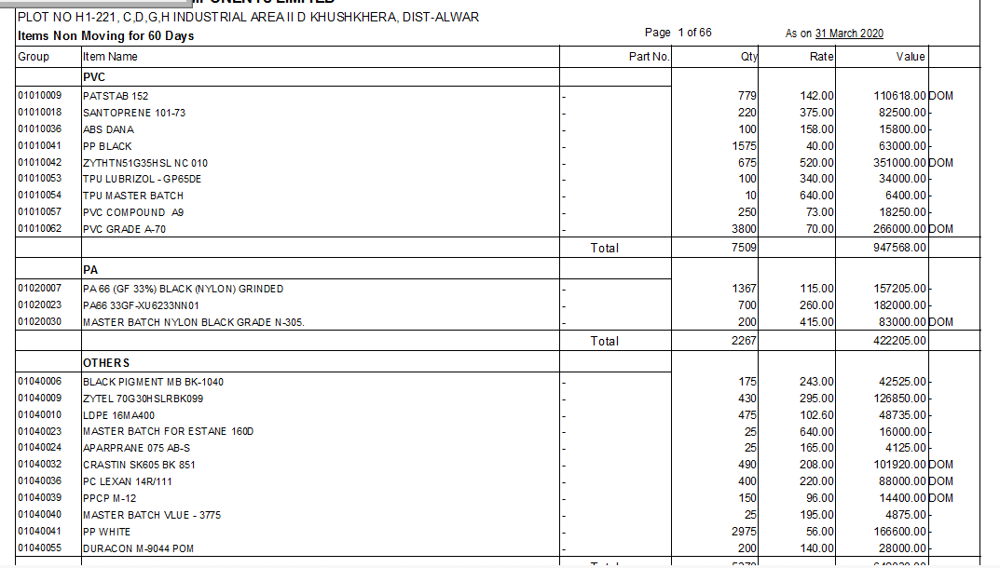 PLOT NO H1-221, C,D,G,H INDUSTRIAL AREA II D KHUSHKHERA, DIST-ALWAR
Items Non Moving for 60 Days Page 1 of 66 As on 31 March 2020
Group Item Name Part No. Qty Rate Value
PVC
01010009 PATSTAB 152 - 779 142.00 110618.00 DOM
01010018 SANTOPRENE 101-73 - 220 375.00 82500.00 -
01010036 ABS DANA - 100 158.00 15800.00 -
01010041 PP BLACK - 1575 40.00 63000.00 -
01010042 ZYTHTN51G35HSL NC 010 - 675 520.00 351000.00 DOM
01010053 TPU LUBRIZOL - GP65DE - 100 340.00 34000.00 -
01010054 TPU MASTER BATCH - 10 640.00 6400.00 -
01010057 PVC COMPOUND A9 - 250 73.00 18250.00 -
01010062 PVC GRADE A-70 - 3800 70.00 266000.00 DOM
Total 7509 947568.00
PA
01020007 PA 66 (GF 33%) BLACK (NYLON) GRINDED - 1367 115.00 157205.00 -
01020023 PA66 33GF-XU6233NN01 - 700 260.00 182000.00 -
01020030 MASTER BATCH NYLON BLACK GRADE N-305. - 200 415.00 83000.00 DOM
Total 2267 422205.00
OTHERS
01040006 BLACK PIGMENT MB BK-1040 - 175 243.00 42525.00 -
01040009 ZYTEL 70G30HSLRBK099 - 430 295.00 126850.00 -
01040010 LDPE 16MA400 - 475 102.60 48735.00 -
01040023 MASTER BATCH FOR ESTANE 160D - 25 640.00 16000.00 -
01040024 APARPRANE 075 AB-S - 25 165.00 4125.00 -
01040032 CRASTIN SK605 BK 851 - 490 208.00 101920.00 DOM
01040036 PC LEXAN 14R/111 - 400 220.00 88000.00 DOM
01040039 PPCP M-12 - 150 96.00 14400.00 DOM
01040040 MASTER BATCH VLUE - 3775 - 25 195.00 4875.00 -
01040041 PP WHITE - 2975 56.00 166600.00 -
01040055 DURACON M-9044 POM - 200 140.00 28000.00 -